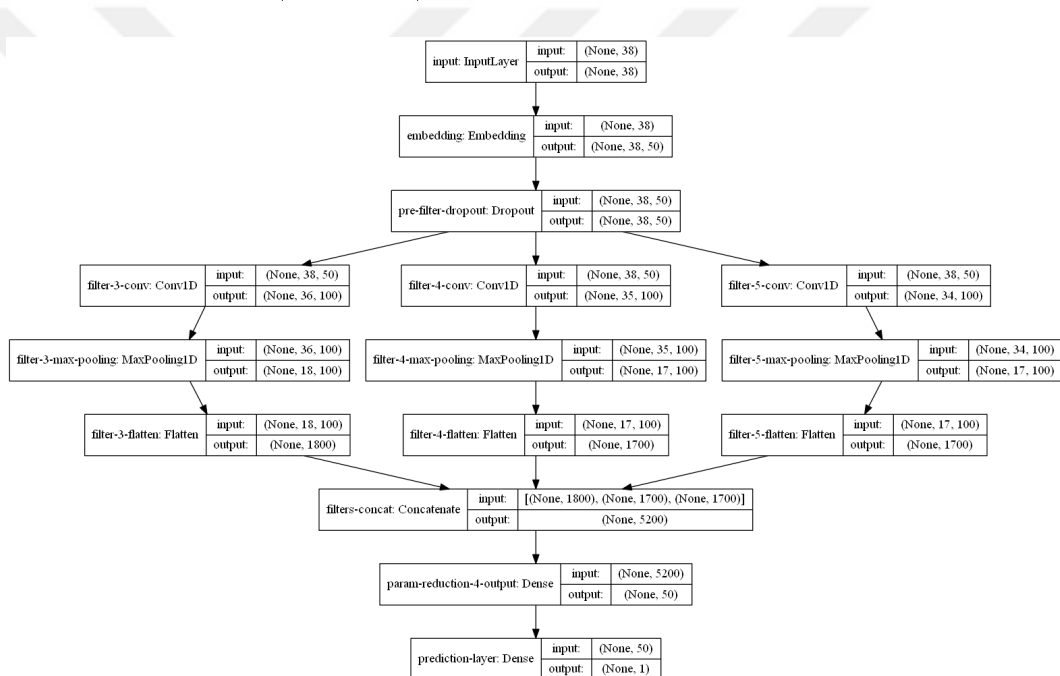 input: InputLayer input: (None, 38)
output: (None, 38)
embedding: Embedding input: (None, 38)
output: (None, 38, 50)
pre-filter-dropout: Dropout input: (None, 38, 50)
output: (None, 38, 50)
filter-3-conv: Conv1D input: (None, 38, 50)
output: (None, 36, 100)
filter-4-conv: Conv1D input: (None, 38, 50)
output: (None, 35, 100)
filter-5-conv: Conv1D input: (None, 38, 50)
output: (None, 34, 100)
filter-3-max-pooling: MaxPooling1D input: (None, 36, 100)
output: (None, 18, 100)
filter-4-max-pooling: MaxPooling1D input: (None, 35, 100)
output: (None, 17, 100)
filter-5-max-pooling: MaxPooling1D input: (None, 34, 100)
output: (None, 17, 100)
filter-3-flatten: Flatten input: (None, 18, 100)
output: (None, 1800)
filter-4-flatten: Flatten input: (None, 17, 100)
output: (None, 1700)
filter-5-flatten: Flatten input: (None, 17, 100)
output: (None, 1700)
filters-concat: Concatenate input: [(None, 1800), (None, 1700), (None, 1700)]
output: (None, 5200)
param-reduction-4-output: Dense input: (None, 5200)
output: (None, 50)
prediction-layer: Dense input: (None, 50)
output: (None, 1)